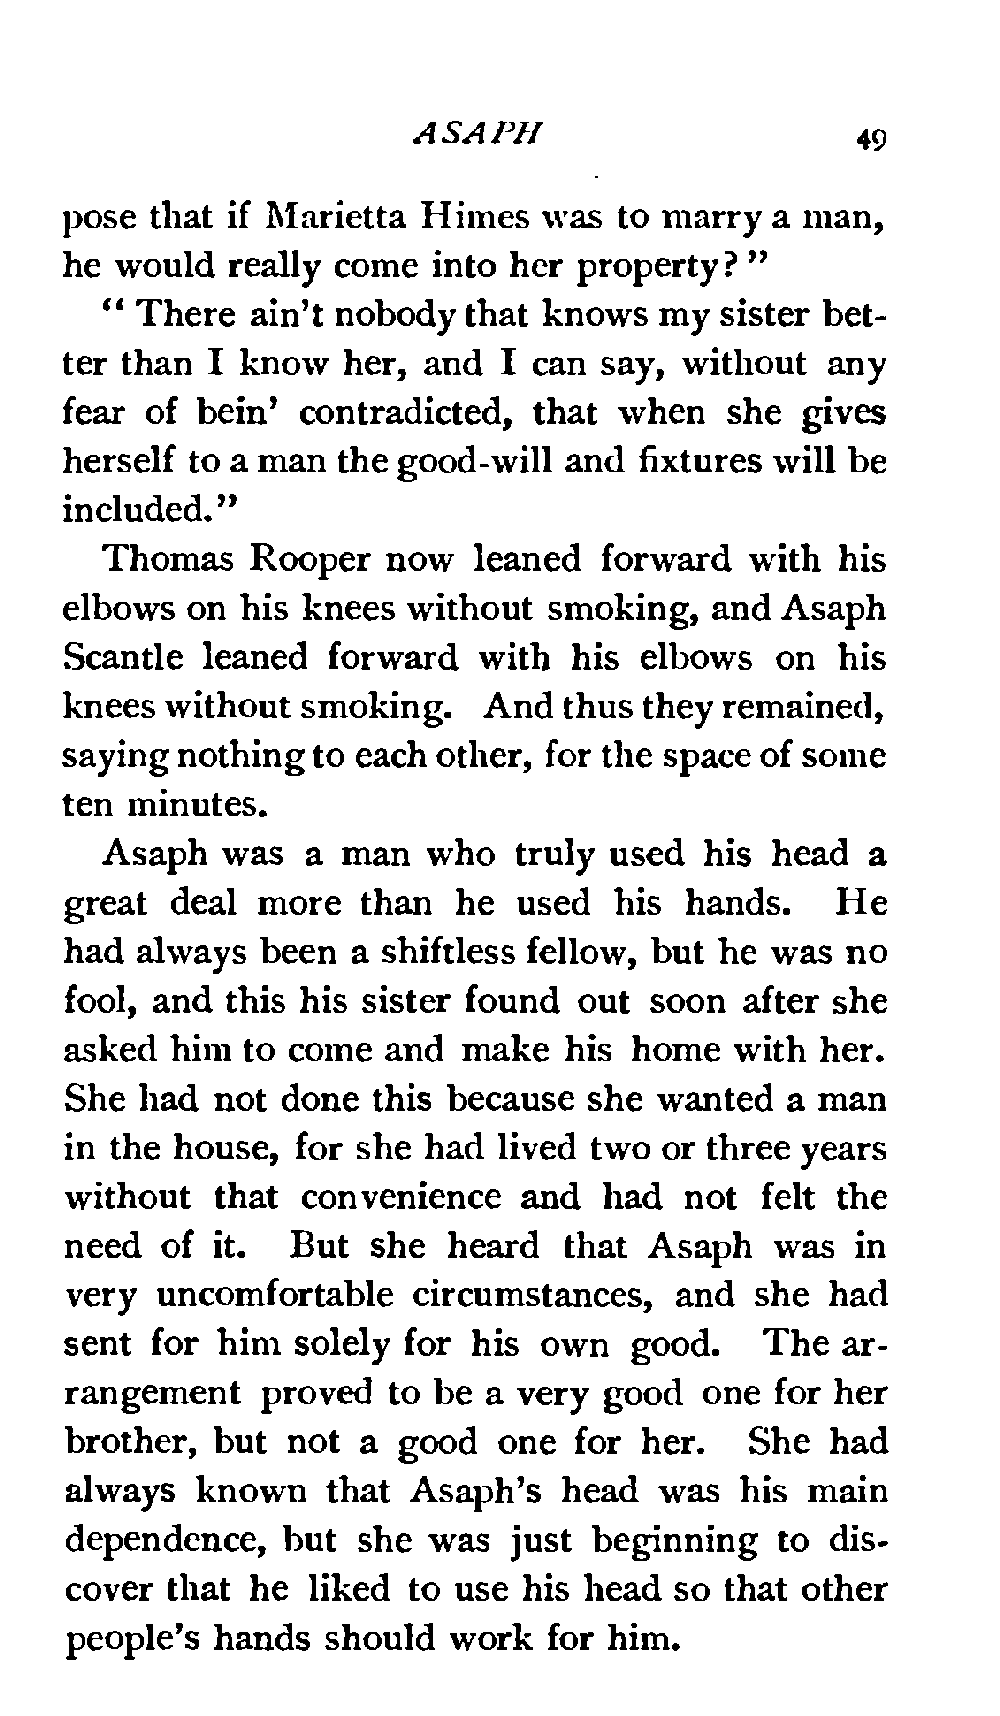 ASAPH 49
pose that if Marietta Himes was to marry a man,
he would really come into her property?"
"There ain't nobody that knows my sister bet-
ter than I know her, and I can say, without any
fear of bein' contradicted, that when she gives
herself to a man the good-will and fixtures will be
included."
Thomas Rooper now leaned forward with his
elbows on his knees without smoking, and Asaph
Scantle leaned forward with his elbows on his
knees without smoking. And thus they remained,
saying nothing to each other, for the space of some
ten minutes.
Asaph was a man who truly used his head a
great deal more than he used his hands. He
had always been a shiftless fellow, but he was no
fool, and this his sister found out soon after she
asked him to come and make his home with her.
She had not done this because she wanted a man
in the house, for she had lived two or three years
without that convenience and had not felt the
need of it. But she heard that Asaph was in
very uncomfortable circumstances, and she had
sent for him solely for his own good. The ar-
rangement proved to be a very good one for her
brother, but not a good one for her. She had
always known that Asaph's head was his main
dependence, but she was just beginning to dis-
cover that he liked to use his head so that other
people's hands should work for him.